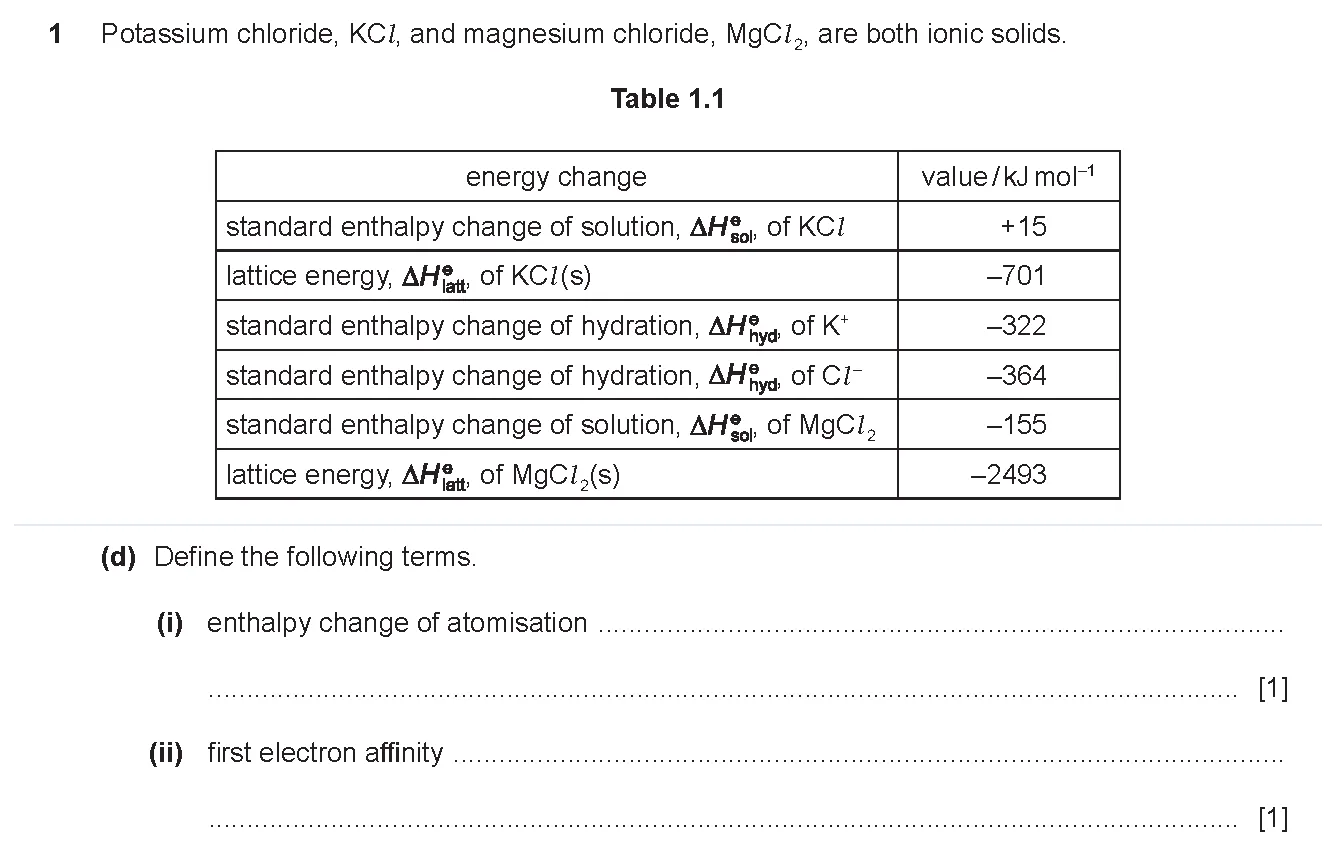 1 Potassium chloride, KCl, and magnesium chloride, MgCl₂, are both ionic solids.
Table 1.1
energy change value / kJ mol⁻¹
standard enthalpy change of solution, ΔH⦵sol, of KCl +15
lattice energy, ΔH⦵latt, of KCl(s) –701
standard enthalpy change of hydration, ΔH⦵hyd, of K⁺ –322
standard enthalpy change of hydration, ΔH⦵hyd, of Cl⁻ –364
standard enthalpy change of solution, ΔH⦵sol, of MgCl₂ –155
lattice energy, ΔH⦵latt, of MgCl₂(s) –2493
(d) Define the following terms.
(i) enthalpy change of atomisation ..........................................................................................
.......................................................................................................................................... [1]
(ii) first electron affinity .............................................................................................................
.......................................................................................................................................... [1]